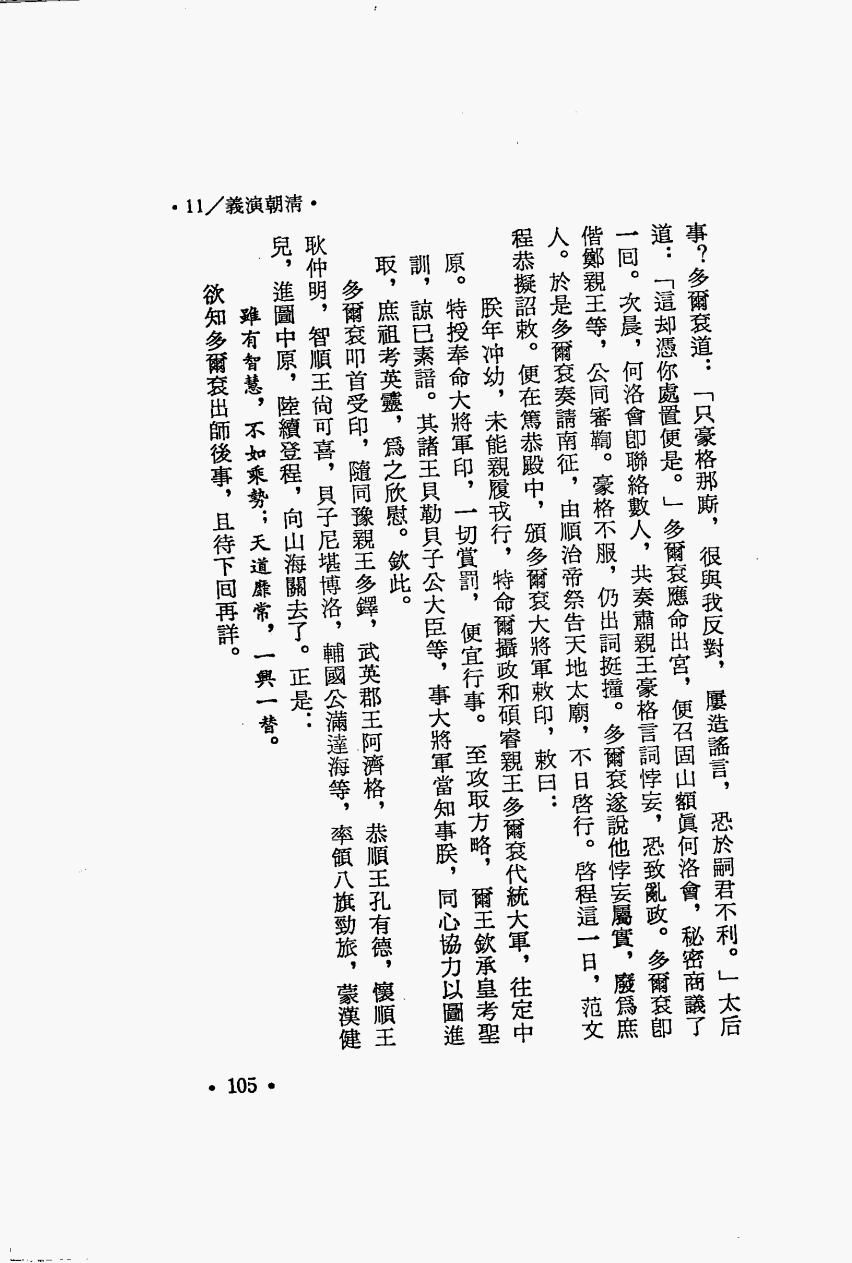 ・11／義演朝淸・
事？多爾袞道：「只豪格那厮，很與我反對，屢造謠言，恐於嗣君不利。」太后
道：「這却憑你處置便是。」多爾袞應命出宮，便召固山額眞何洛會，秘密商議了
一回。次晨，何洛會卽聯絡數人，共奏肅親王豪格言詞悖妄，恐致亂政。多爾袞卽
偕鄭親王等，公同審鞫。豪格不服，仍出詞挺撞。多爾袞遂說他悖妄屬實，廢爲庶
人。於是多爾袞奏請南征，由順治帝祭告天地太廟，不日啓行。啓程這一日，范文
程恭擬詔敕。便在篤恭殿中，頒多爾袞大將軍敕印，敕曰：
朕年冲幼，未能親履戎行，特命爾攝政和碩睿親王多爾袞代統大軍，往定中
原。特授奉命大將軍印，一切賞罰，便宜行事。至攻取方略，爾王欽承皇考聖
訓，諒已素諳。其諸王貝勒貝子公大臣等，事大將軍當知事朕，同心協力以圖進
取，庶祖考英靈，爲之欣慰。欽此。
多爾袞叩首受印，隨同豫親王多鐸，武英郡王阿濟格，恭順王孔有德，懷順王
耿仲明，智順王尙可喜，貝子尼堪博洛，輔國公滿達海等，率領八旗勁旅，蒙漢健
兒，進圖中原，陸續登程，向山海關去了。正是：
雖有智慧，不如乘勢；天道靡常，一興一替。
欲知多爾袞出師後事，且待下回再詳。
・105・